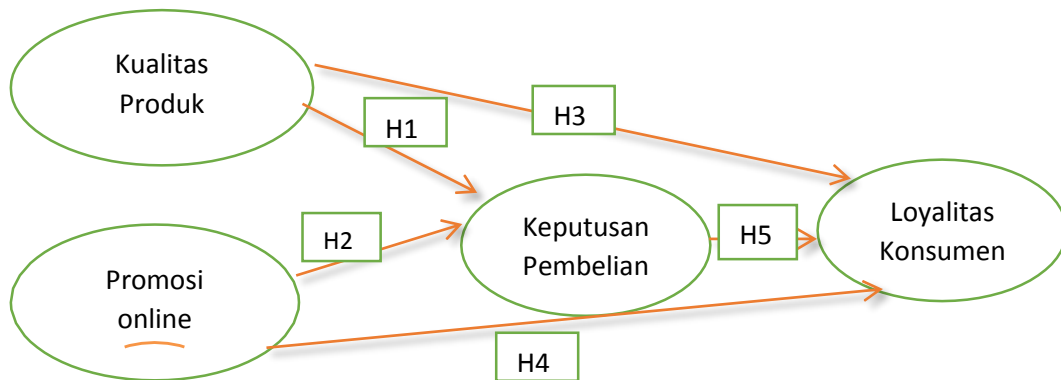 Kualitas
Produk
H1
H3
H2
Keputusan
Pembelian
H5
Loyalitas
Konsumen
Promosi
online
H4